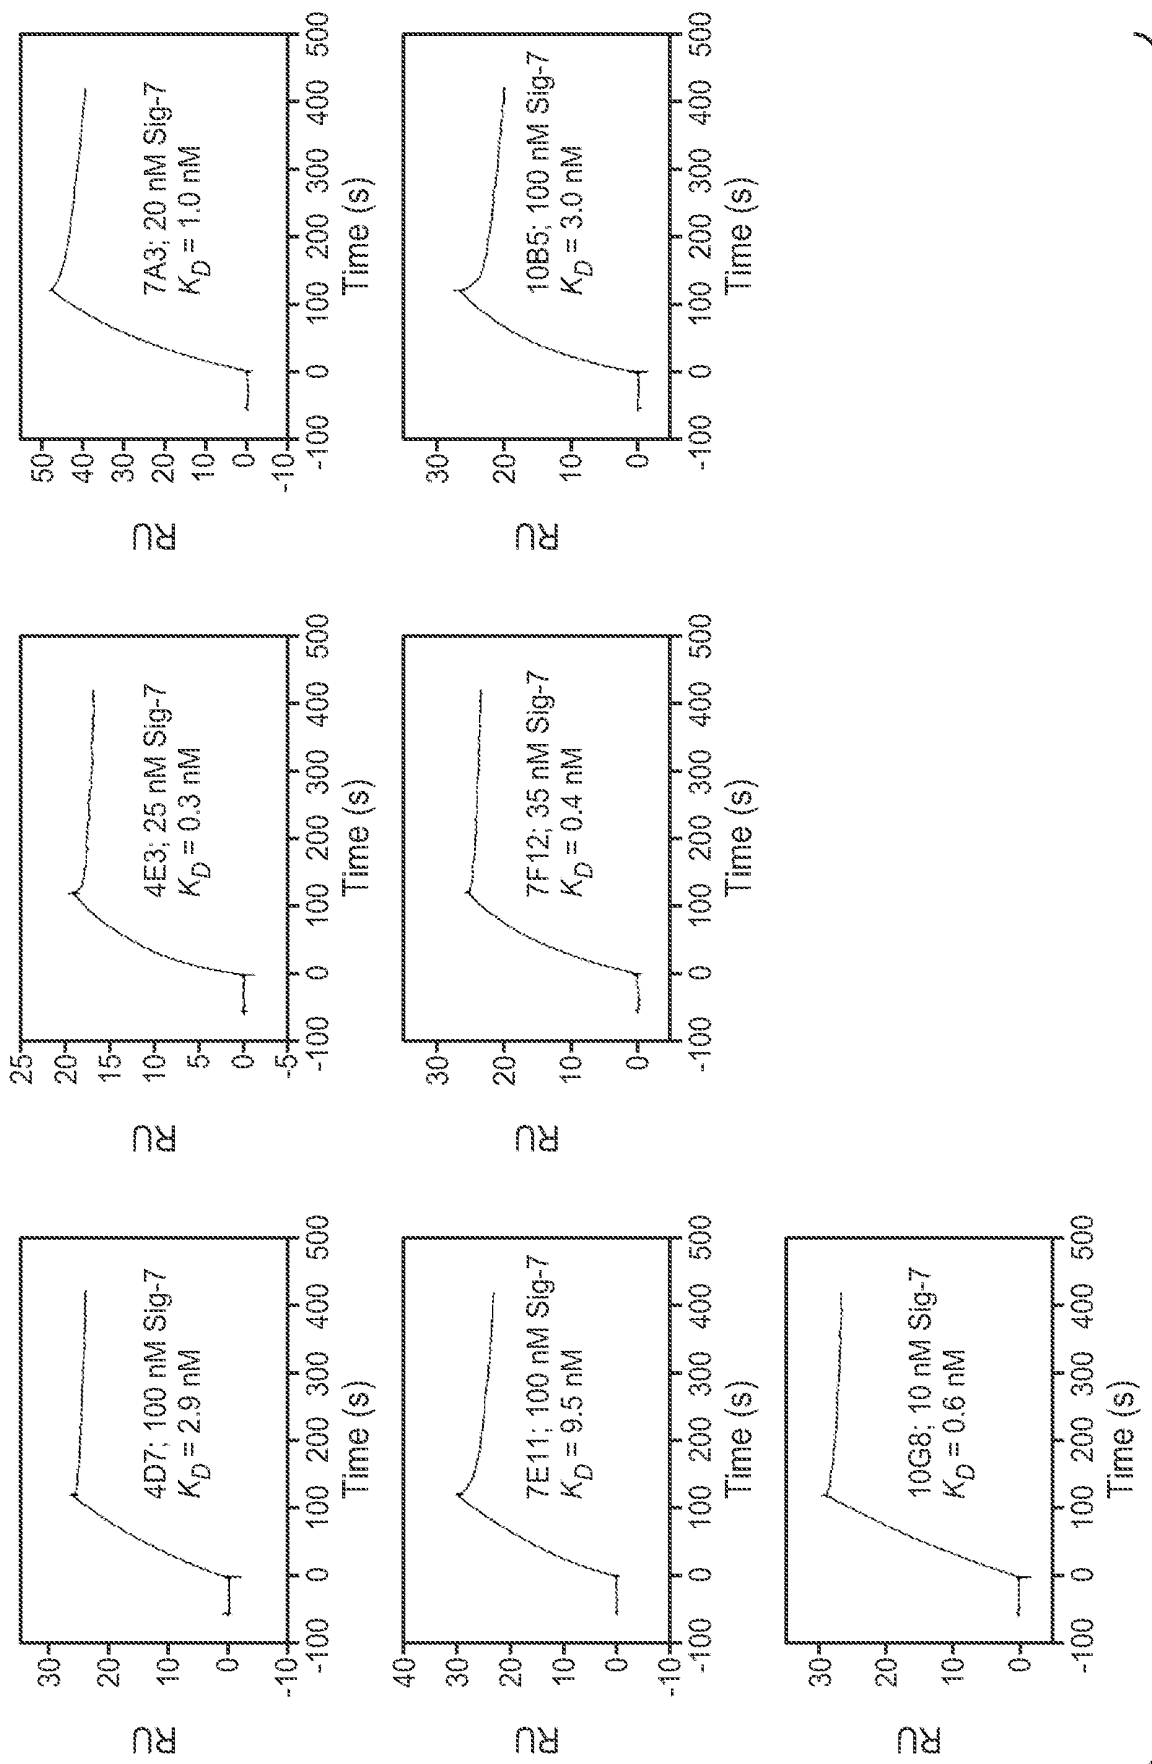 RU
30
20
10
0
-10
4D7; 100 nM Sig-7
K_D = 2.9 nM
-100 0 100 200 300 400 500
Time (s)
RU
25
20
15
10
5
0
-5
4E3; 25 nM Sig-7
K_D = 0.3 nM
-100 0 100 200 300 400 500
Time (s)
RU
50
40
30
20
10
0
-10
7A3; 20 nM Sig-7
K_D = 1.0 nM
-100 0 100 200 300 400 500
Time (s)
RU
40
30
20
10
0
-10
7E11; 100 nM Sig-7
K_D = 9.5 nM
-100 0 100 200 300 400 500
Time (s)
RU
30
20
10
0
7F12; 35 nM Sig-7
K_D = 0.4 nM
-100 0 100 200 300 400 500
Time (s)
RU
30
20
10
0
10B5; 100 nM Sig-7
K_D = 3.0 nM
-100 0 100 200 300 400 500
Time (s)
RU
30
20
10
0
10G8; 10 nM Sig-7
K_D = 0.6 nM
-100 0 100 200 300 400 500
Time (s)